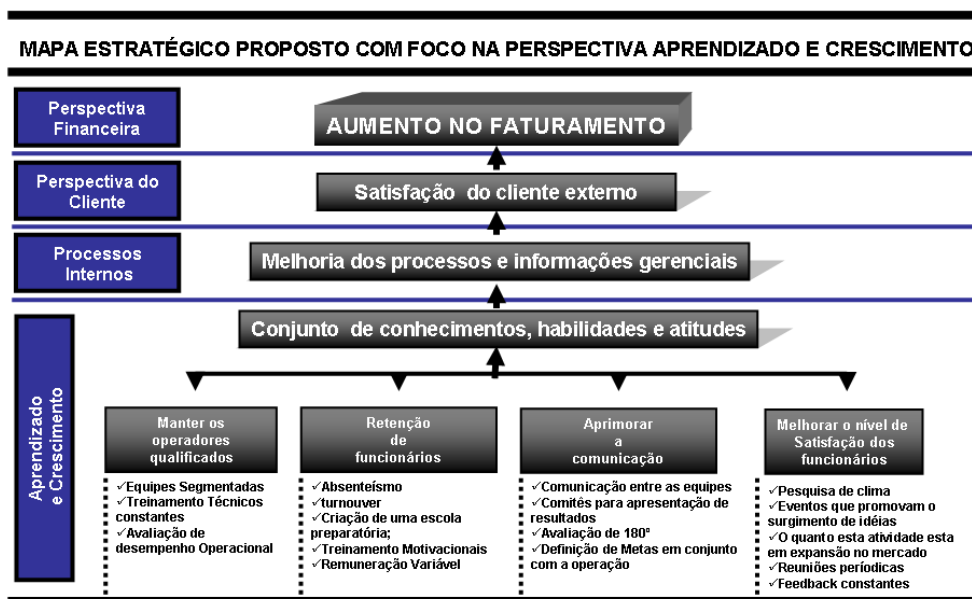 MAPA ESTRATÉGICO PROPOSTO COM FOCO NA PERSPECTIVA APRENDIZADO E CRESCIMENTO
Perspectiva
Financeira
AUMENTO NO FATURAMENTO
Perspectiva do
Cliente
Satisfação do cliente externo
Processos
Internos
Melhoria dos processos e informações gerenciais
Aprendizado
e Crescimento
Conjunto de conhecimentos, habilidades e atitudes
Manter os
operadores
qualificados
✓Equipes Segmentadas
✓Treinamento Técnicos
constantes
✓Avaliação de
desempenho Operacional
Retenção
de
funcionários
✓Absenteísmo
✓turnouver
✓Criação de uma escola
preparatória;
✓Treinamento Motivacionais
✓Remuneração Variável
Aprimorar
a
comunicação
✓Comunicação entre as equipes
✓Comitês para apresentação de
resultados
✓Avaliação de 180º
✓Definição de Metas em conjunto
com a operação
Melhorar o nível de
Satisfação dos
funcionários
✓Pesquisa de clima
✓Eventos que promovam o
surgimento de idéias
✓O quanto esta atividade esta
em expansão no mercado
✓Reuniões periódicas
✓Feedback constantes